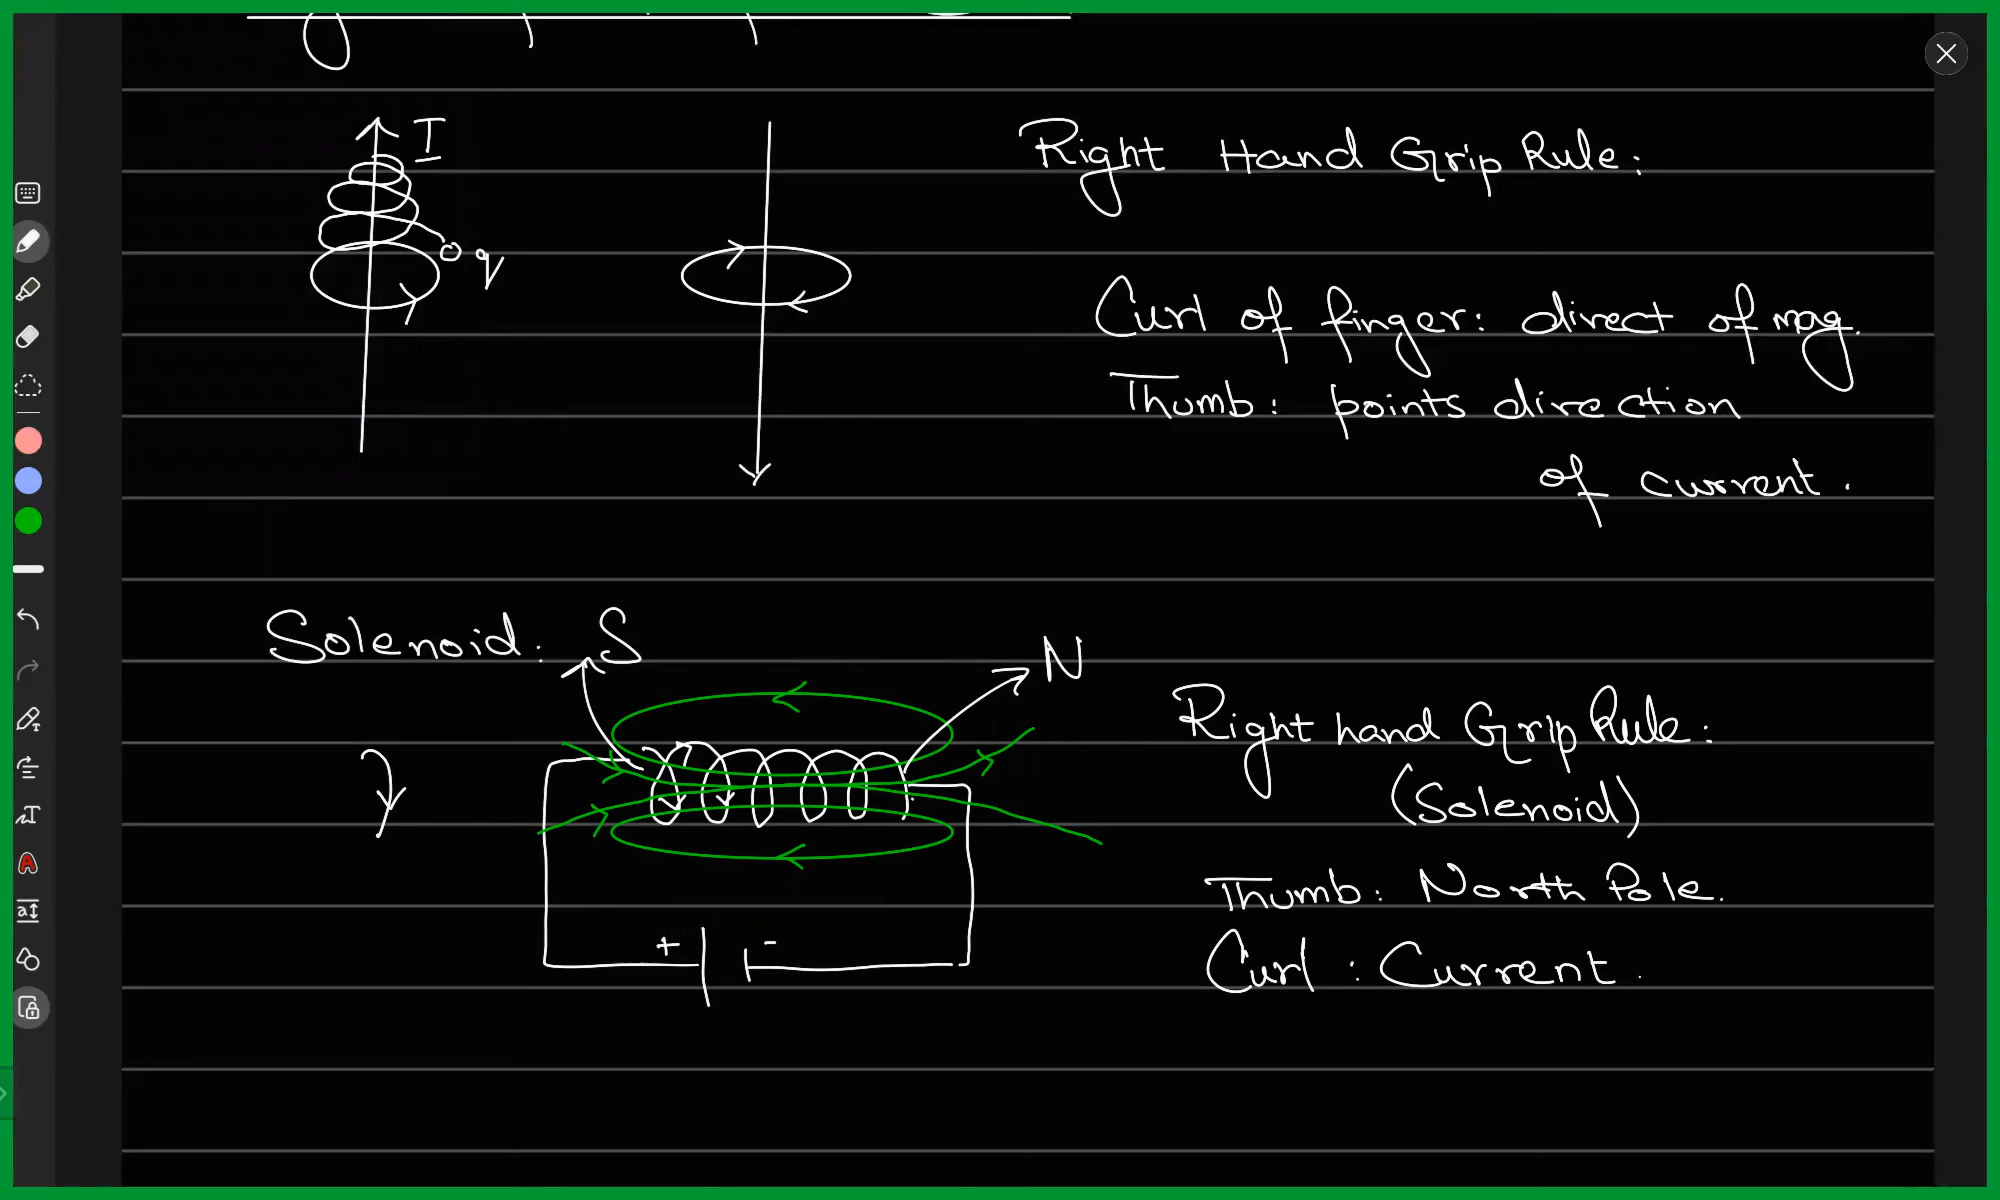 I
q
Right Hand Grip Rule:
Curl of finger: direct of mag.
Thumb: points direction
of current.
Solenoid: S
N
Right hand Grip Rule:
(Solenoid)
Thumb: North Pole.
Curl: Current.
+ -